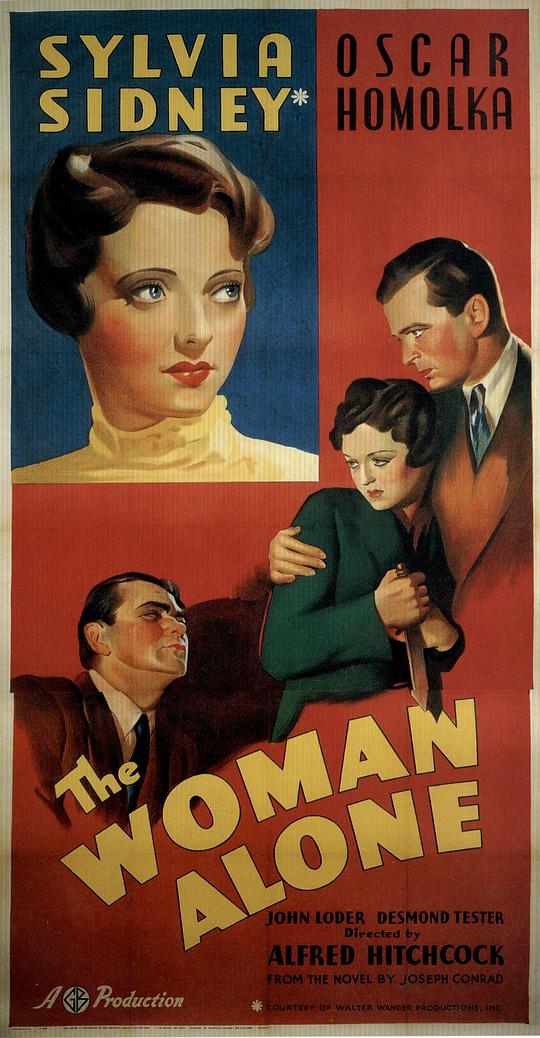 SYLVIA
SIDNEY*
OSCAR
HOMOLKA
The
WOMAN
ALONE
JOHN LODER DESMOND TESTER
Directed by
ALFRED HITCHCOCK
FROM THE NOVEL BY JOSEPH CONRAD
A GB Production
* COURTESY OF WALTER WANGER PRODUCTIONS, INC.